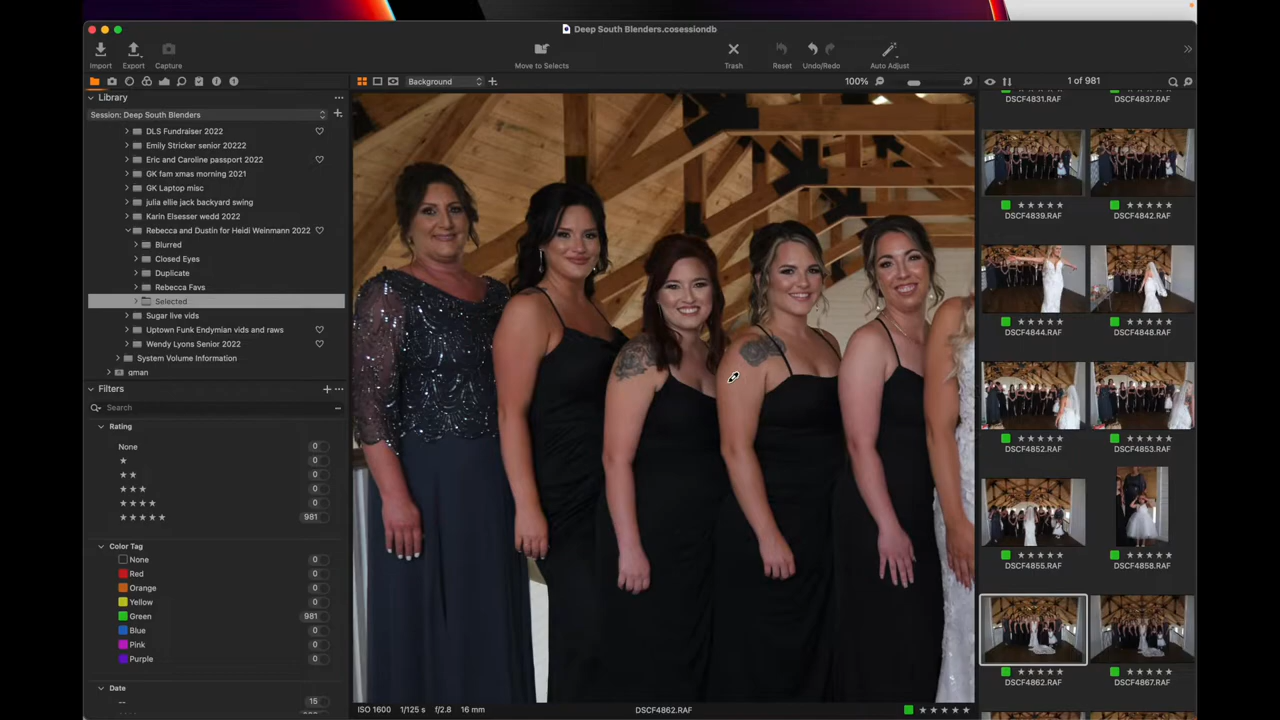 Deep South Blenders.cosessiondb
Import
Export
Capture
Move to Selects
Trash
Reset
Undo/Redo
Auto Adjust
Library
Session: Deep South Blenders
DLS Fundraiser 2022
Emily Stricker senior 20222
Eric and Caroline passport 2022
GK fam xmas morning 2021
GK Laptop misc
julia ellie jack backyard swing
Karin Elsesser wedd 2022
Rebecca and Dustin for Heidi Weinmann 2022
Blurred
Closed Eyes
Duplicate
Rebecca Favs
Selected
Sugar live vids
Uptown Funk Endymian vids and raws
Wendy Lyons Senior 2022
System Volume Information
gman
Filters
Search
Rating
None 0
0
0
0
0
981
Color Tag
None 0
Red 0
Orange 0
Yellow 0
Green 981
Blue 0
Pink 0
Purple 0
Date
-- 15
Background
100%
ISO 1600 1/125 s f/2.8 16 mm
DSCF4862.RAF
1 of 981
DSCF4831.RAF
DSCF4837.RAF
DSCF4839.RAF
DSCF4842.RAF
DSCF4844.RAF
DSCF4848.RAF
DSCF4852.RAF
DSCF4853.RAF
DSCF4855.RAF
DSCF4858.RAF
DSCF4862.RAF
DSCF4867.RAF